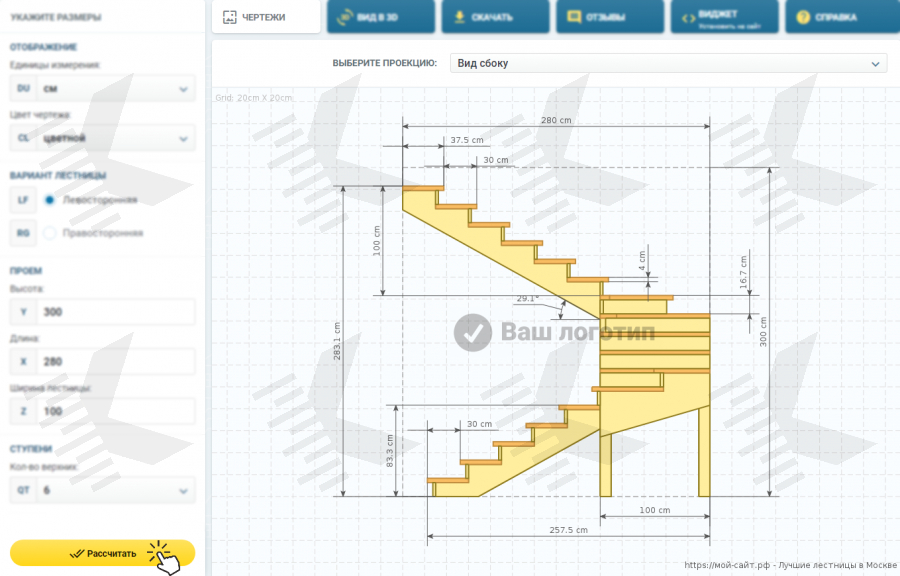 УКАЖИТЕ РАЗМЕРЫ
ЧЕРТЕЖИ
ВИД В 3D
СКАЧАТЬ
ОТЗЫВЫ
ВИДЖЕТ
Установить на сайт
СПРАВКА
ОТОБРАЖЕНИЕ
Единицы измерения:
DU см
Цвет чертежа:
CL цветной
ВАРИАНТ ЛЕСТНИЦЫ
LF Левосторонняя
RG Правосторонняя
ПРОЕМ
Высота:
Y 300
Длина:
X 280
Ширина лестницы:
Z 100
СТУПЕНИ
Кол-во верхних:
QT 6
Рассчитать
ВЫБЕРИТЕ ПРОЕКЦИЮ: Вид сбоку
Grid: 20cm X 20cm
280 cm
37.5 cm
30 cm
100 cm
4 cm
16.7 cm
29.1°
283.1 cm
300 cm
Ваш логотип
30 cm
83.3 cm
100 cm
257.5 cm
https://мой-сайт.рф - Лучшие лестницы в Москве